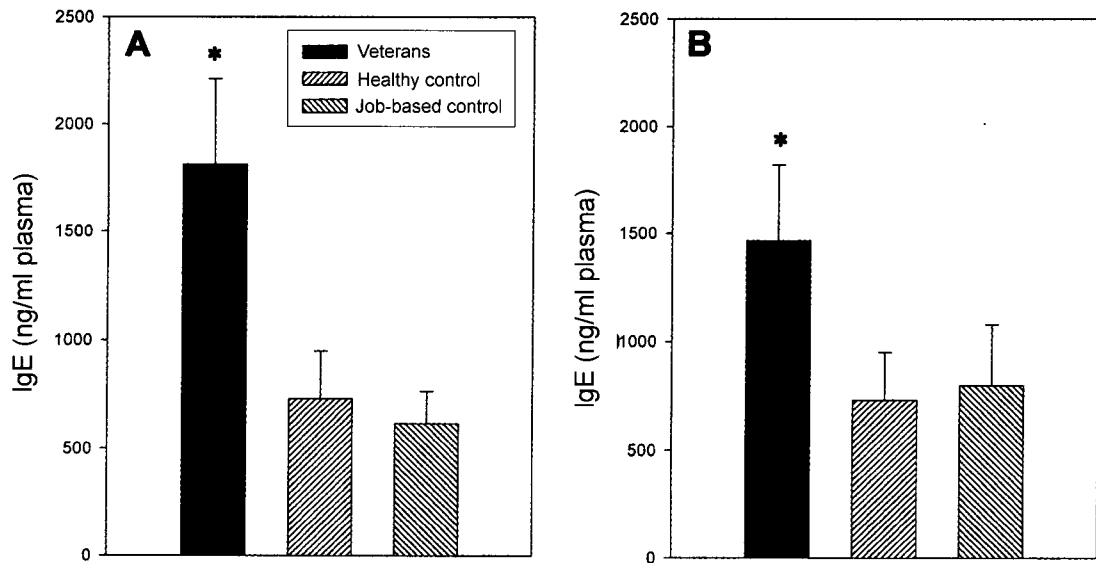 A
*
Veterans
Healthy control
Job-based control
IgE (ng/ml plasma)
2500
2000
1500
1000
500
0
B
*
IgE (ng/ml plasma)
2500
2000
1500
1000
500
0